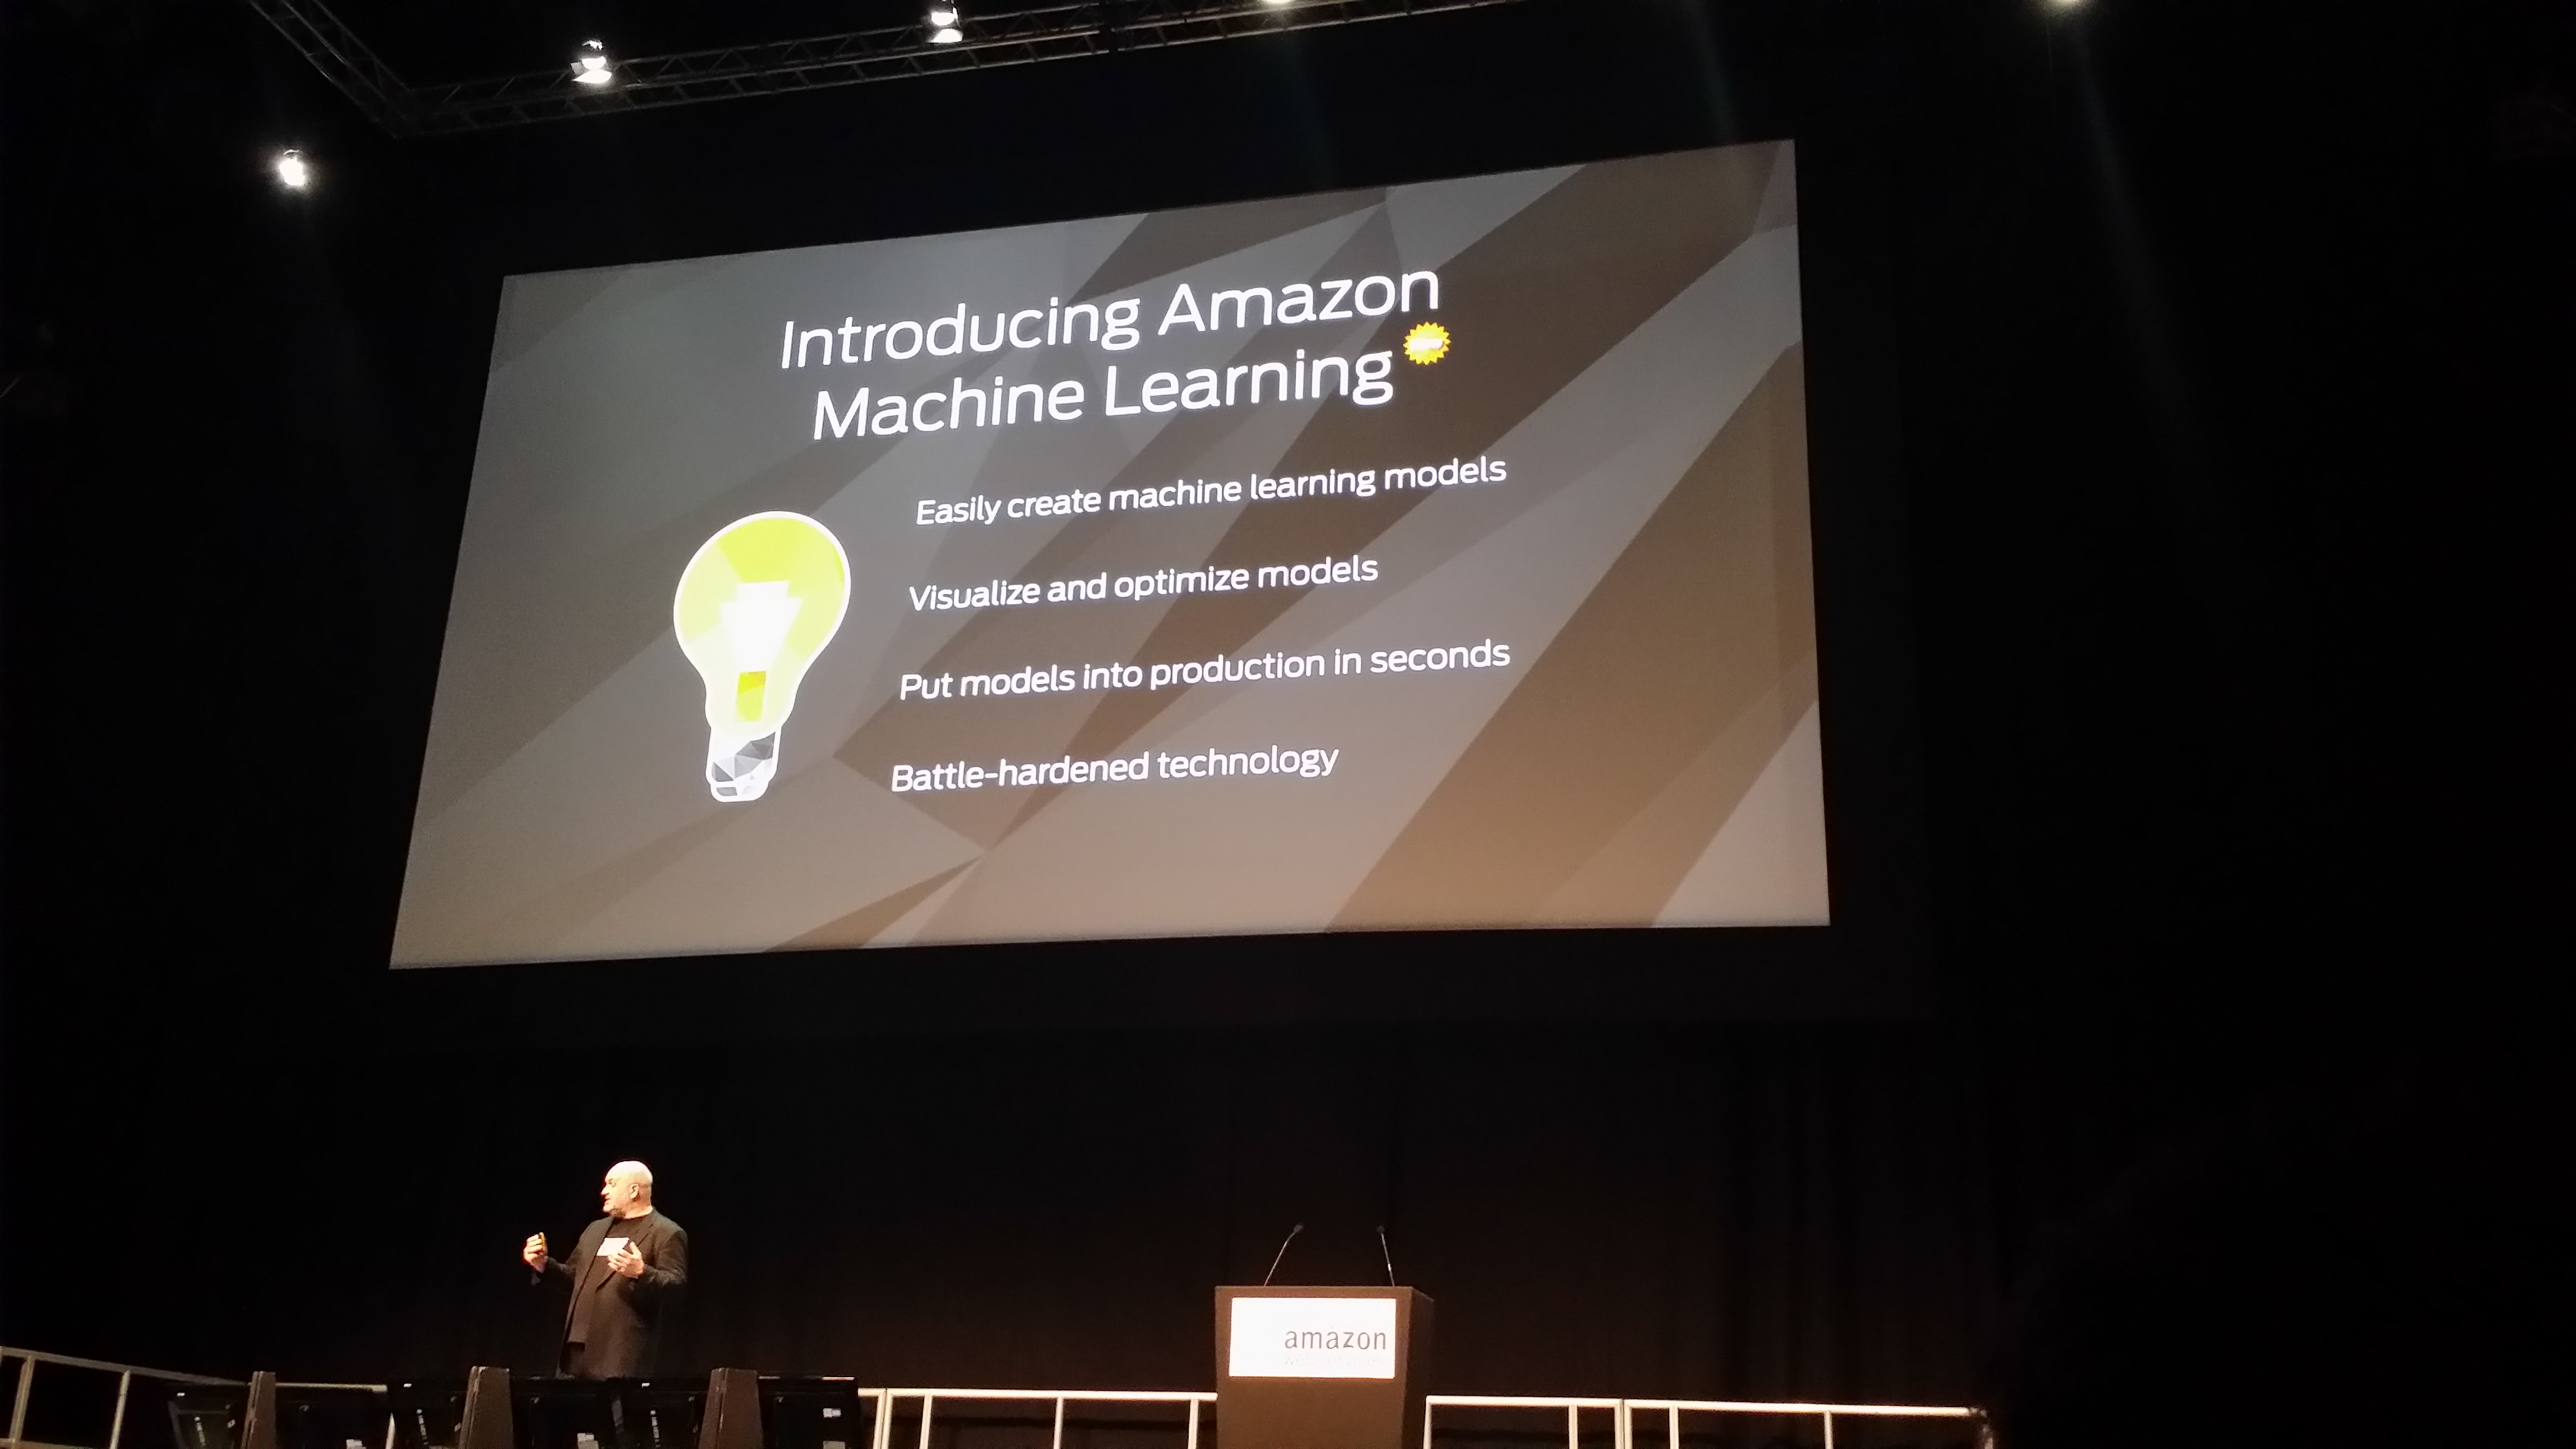 Introducing Amazon
Machine Learning
Easily create machine learning models
Visualize and optimize models
Put models into production in seconds
Battle-hardened technology
amazon